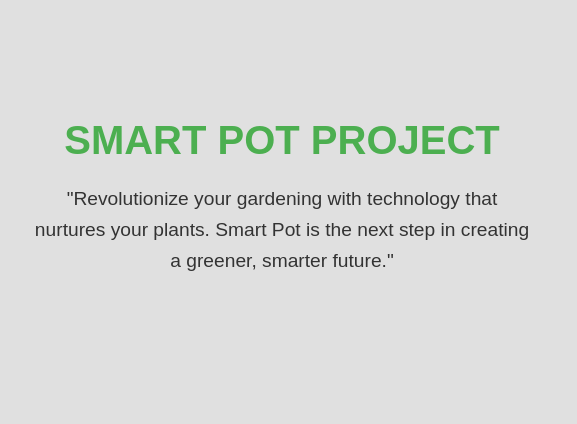 SMART POT PROJECT
"Revolutionize your gardening with technology that
nurtures your plants. Smart Pot is the next step in creating
a greener, smarter future."